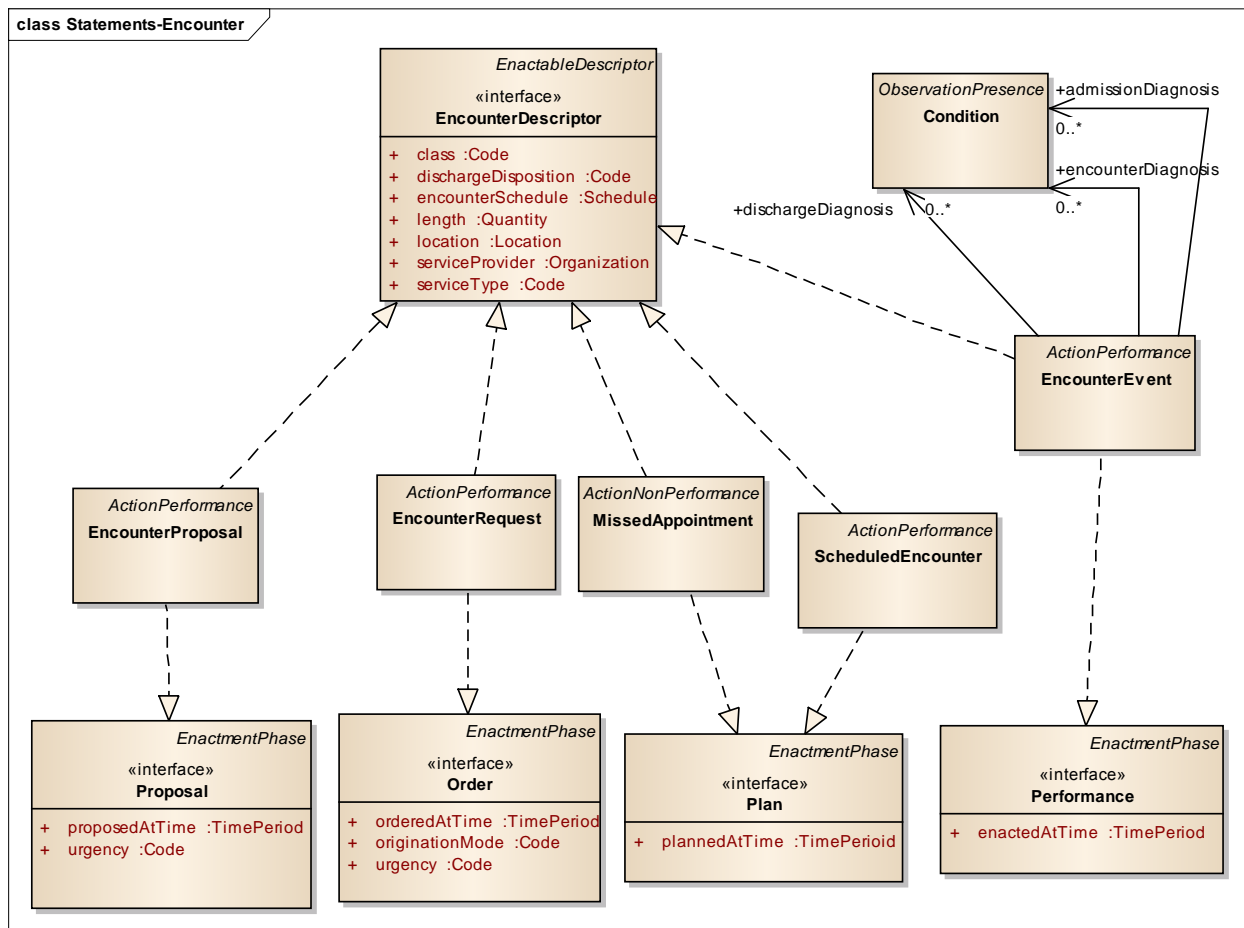 class Statements-Encounter
EnactableDescriptor
«interface»
EncounterDescriptor
+ class :Code
+ dischargeDisposition :Code
+ encounterSchedule :Schedule
+ length :Quantity
+ location :Location
+ serviceProvider :Organization
+ serviceType :Code
ObservationPresence
Condition
+admissionDiagnosis
0..*
+encounterDiagnosis
0..*
+dischargeDiagnosis
0..*
ActionPerformance
EncounterEvent
ActionPerformance
EncounterProposal
ActionPerformance
EncounterRequest
ActionNonPerformance
MissedAppointment
ActionPerformance
ScheduledEncounter
EnactmentPhase
«interface»
Proposal
+ proposedAtTime :TimePeriod
+ urgency :Code
EnactmentPhase
«interface»
Order
+ orderedAtTime :TimePeriod
+ originationMode :Code
+ urgency :Code
EnactmentPhase
«interface»
Plan
+ plannedAtTime :TimePerioid
EnactmentPhase
«interface»
Performance
+ enactedAtTime :TimePeriod